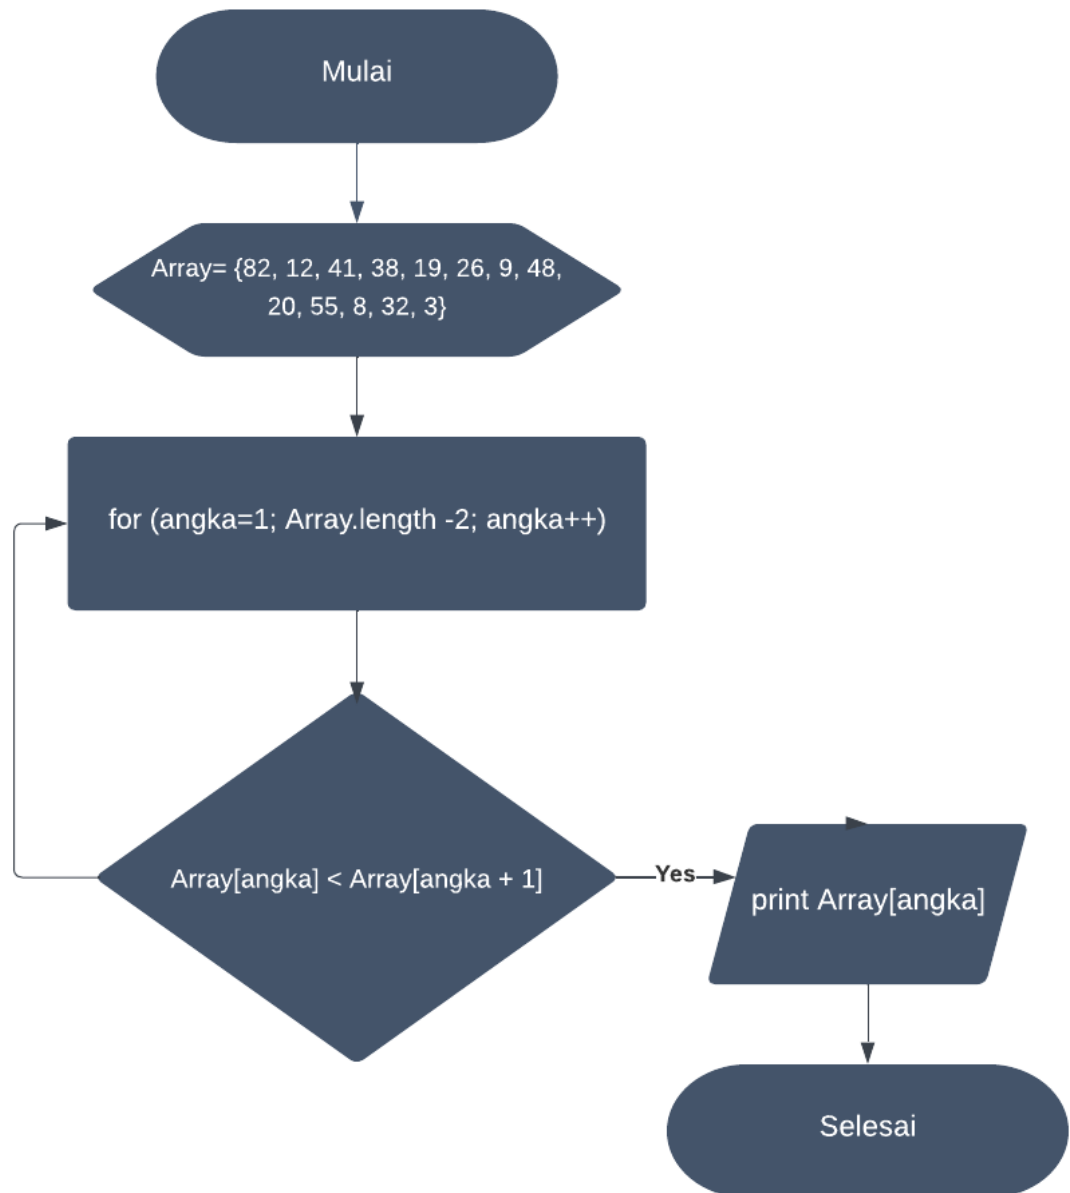 Mulai
Array= {82, 12, 41, 38, 19, 26, 9, 48,
20, 55, 8, 32, 3}
for (angka=1; Array.length -2; angka++)
Array[angka] < Array[angka + 1]
Yes
print Array[angka]
Selesai